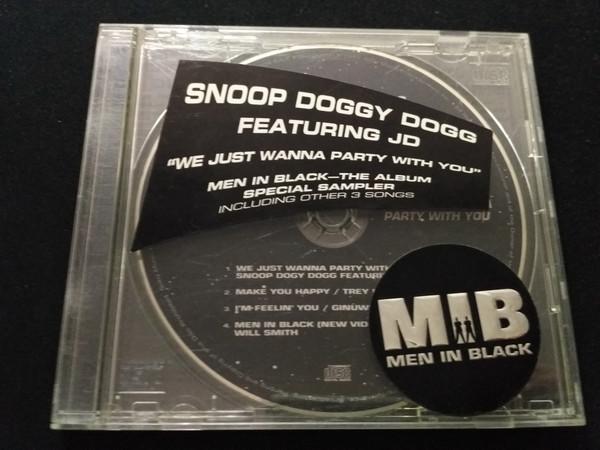 SNOOP DOGGY DOGG
FEATURING JD
"WE JUST WANNA PARTY WITH YOU"
MEN IN BLACK—THE ALBUM
SPECIAL SAMPLER
INCLUDING OTHER 3 SONGS
PARTY WITH YOU
1. WE JUST WANNA PARTY WITH
SNOOP DOGY DOGG FEATURI
2. MAKE YOU HAPPY / TREY
3. I'M-FEELIN' YOU / GINUW
4. MEN IN BLACK (NEW VID
WILL SMITH
MIB
MEN IN BLACK